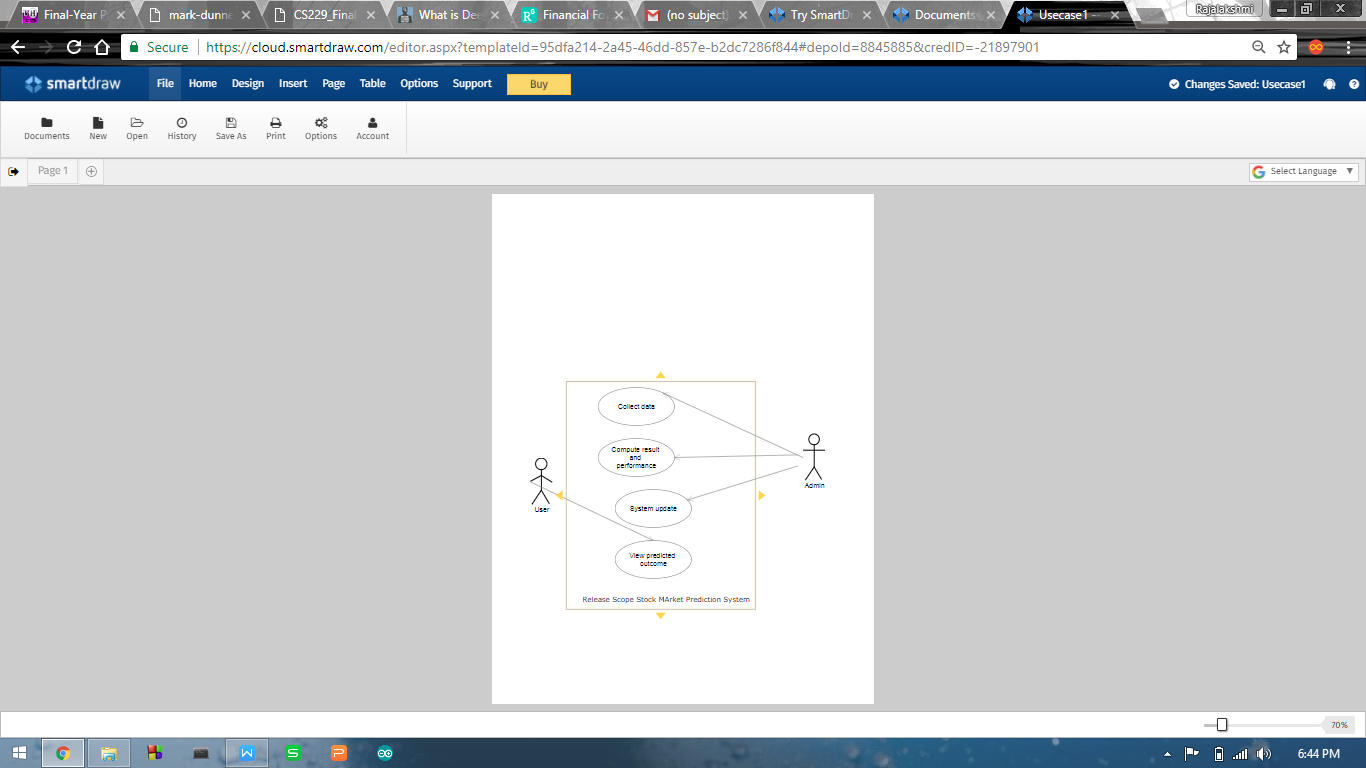 Final-Year P
mark-dunne
CS229_Final
What is Dee
Financial Fo
(no subject)
Try SmartDr
Documents
Usecase1 -
Rajalakshmi
Secure
https://cloud.smartdraw.com/editor.aspx?templateId=95dfa214-2a45-46dd-857e-b2dc7286f844#depoId=8845885&credID=-21897901
smartdraw
File Home Design Insert Page Table Options Support Buy
Changes Saved: Usecase1
Documents New Open History Save As Print Options Account
Page 1
Select Language
Collect data
Compute result
and
performance
Admin
System update
User
View predicted
outcome
Release Scope Stock MArket Prediction System
70%
6:44 PM